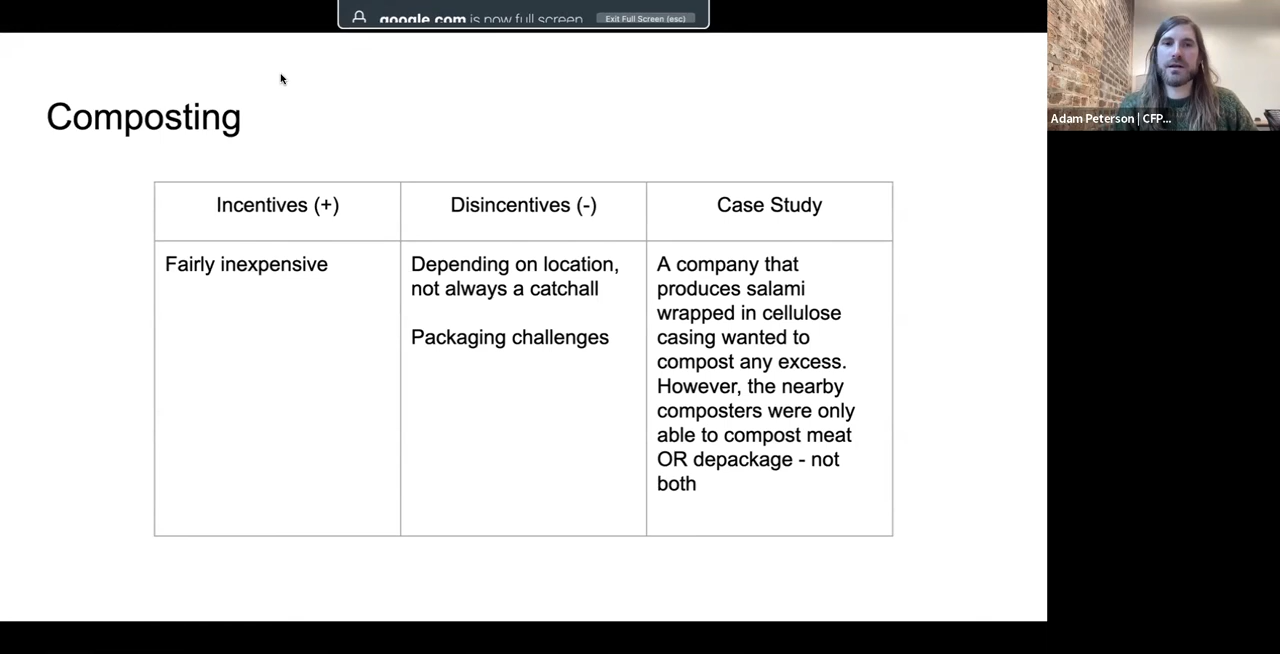 google.com is now full screen
Exit Full Screen (esc)
Adam Peterson | CFP...
Composting
Incentives (+)
Disincentives (-)
Case Study
Fairly inexpensive
Depending on location,
not always a catchall
Packaging challenges
A company that
produces salami
wrapped in cellulose
casing wanted to
compost any excess.
However, the nearby
composters were only
able to compost meat
OR depackage - not
both